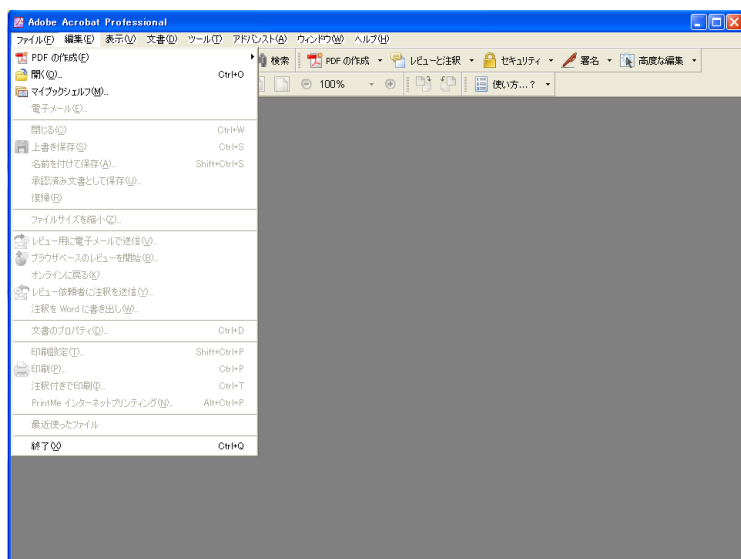 Adobe Acrobat Professional
ファイル(F) 編集(E) 表示(V) 文書(D) ツール(T) アドバンスト(A) ウィンドウ(W) ヘルプ(H)
検索 PDF の作成 レビューと注釈 セキュリティ 署名 高度な編集
100% 使い方...?
PDF の作成(F)
開く(O)... Ctrl+O
マイブックシェルフ(M)...
電子メール(E)...
閉じる(C) Ctrl+W
上書き保存(S) Ctrl+S
名前を付けて保存(A)... Shift+Ctrl+S
承認済み文書として保存(U)...
復帰(R)
ファイルサイズを縮小(Z)...
レビュー用に電子メールで送信(V)...
ブラウザベースのレビューを開始(B)...
オンラインに戻る(K)
レビュー依頼者に注釈を送信(Y)...
注釈を Word に書き出し(W)...
文書のプロパティ(D)... Ctrl+D
印刷設定(T)... Shift+Ctrl+P
印刷(P)... Ctrl+P
注釈付きで印刷(I)... Ctrl+T
PrintMe インターネットプリンティング(N)... Alt+Ctrl+P
最近使ったファイル
終了(X) Ctrl+Q